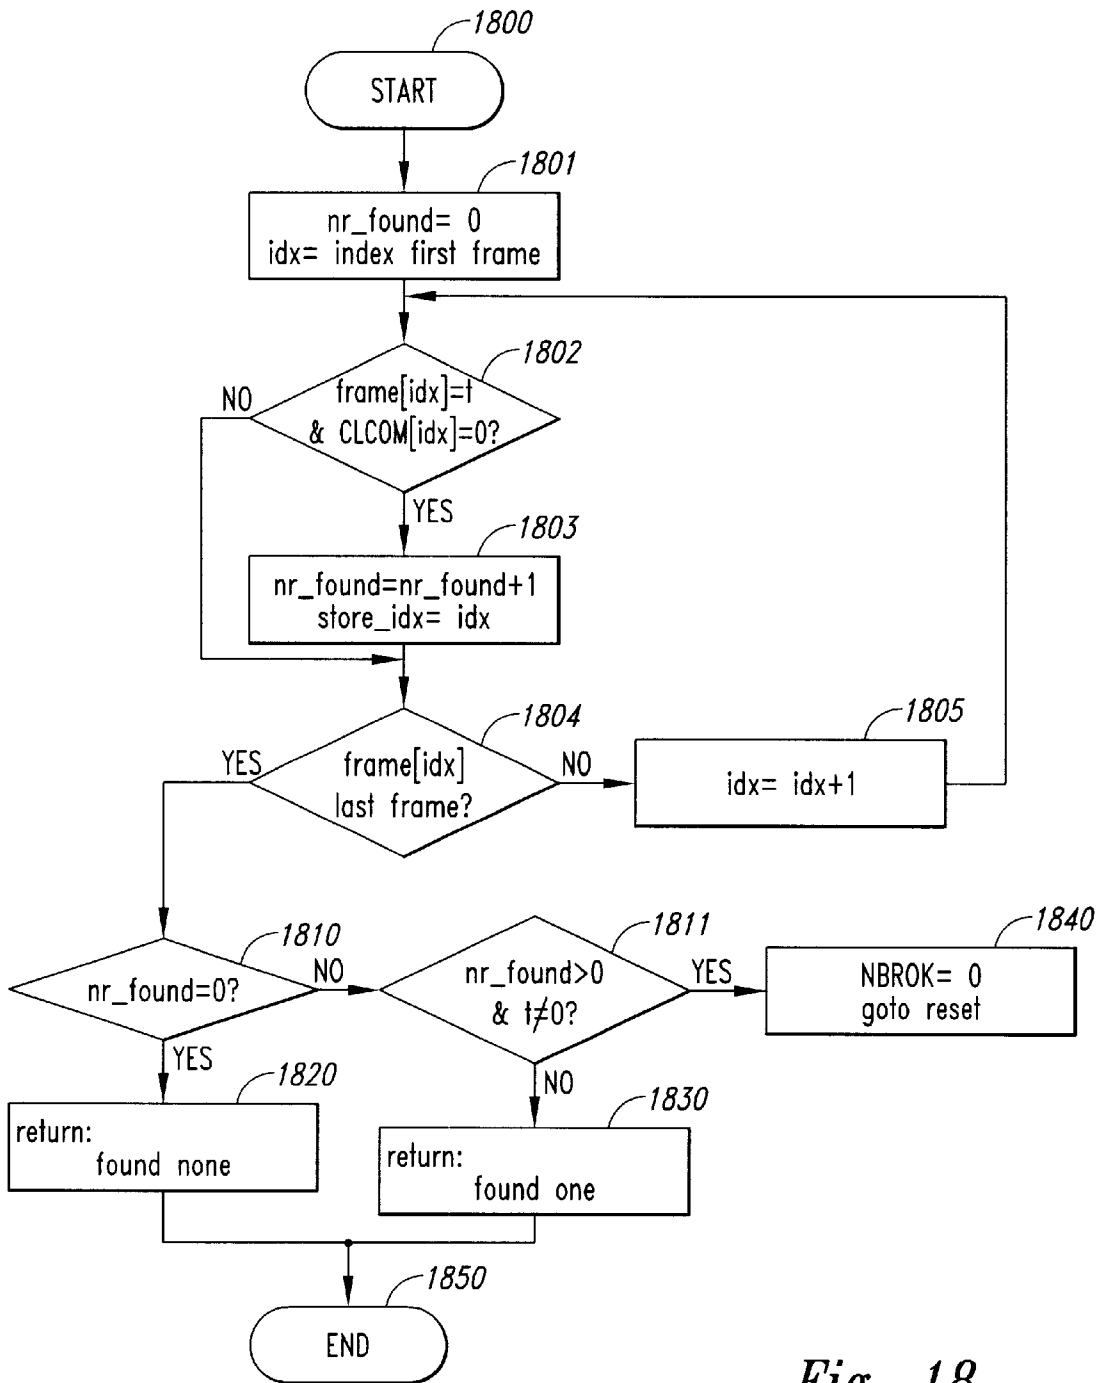 1800
START
1801
nr_found= 0
idx= index first frame
1802
NO
frame[idx]=t
& CLCOM[idx]=0?
YES
1803
nr_found=nr_found+1
store_idx= idx
1804
YES
frame[idx]
last frame?
NO
1805
idx= idx+1
1810
nr_found=0?
NO
YES
1811
nr_found>0
& t≠0?
YES
NO
1840
NBROK= 0
goto reset
1820
return:
found none
1830
return:
found one
1850
END
Fig. 18